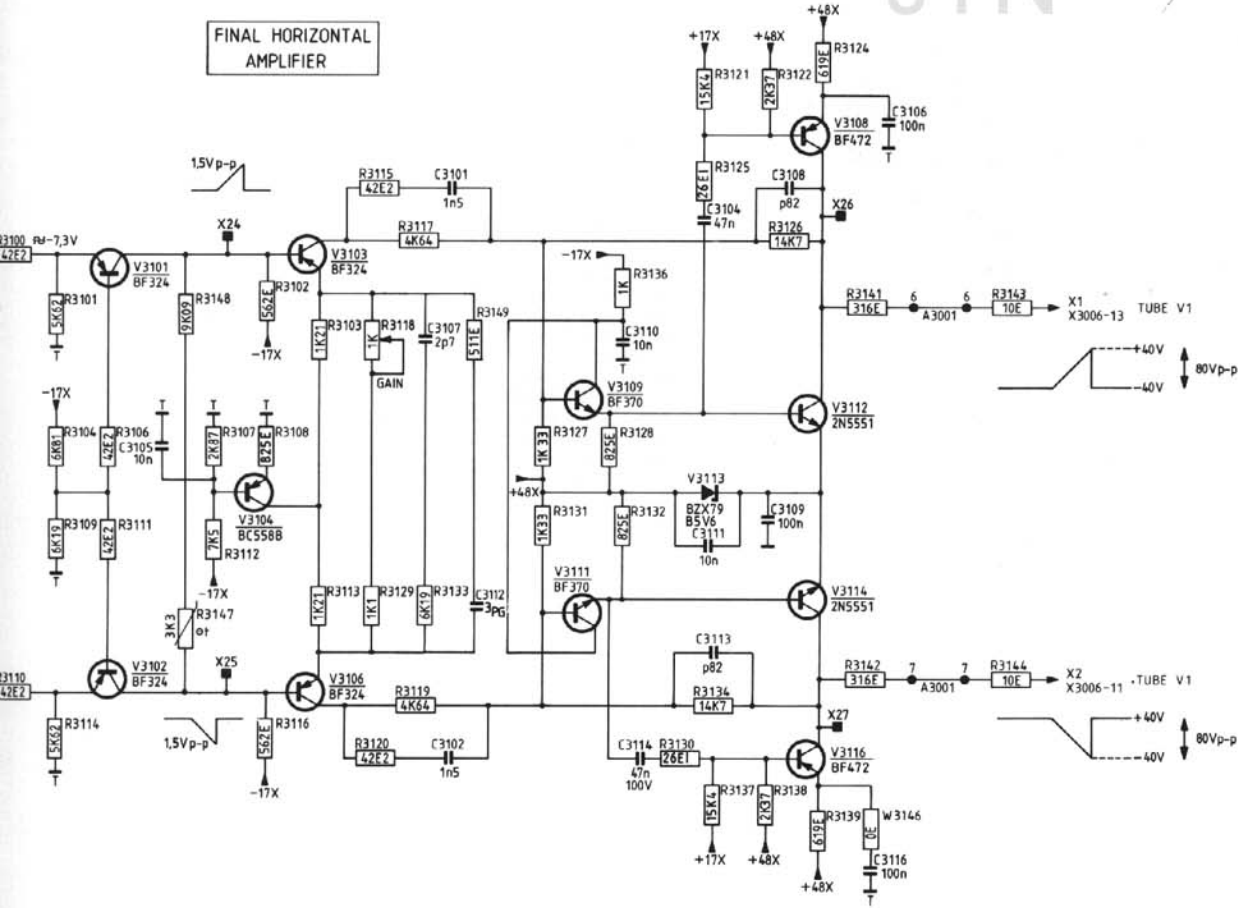 FINAL HORIZONTAL
AMPLIFIER
+48X
+17X
+48X
R3124
619E
R3121
15K4
R3122
2K37
V3108
BF472
C3106
100n
T
1,5Vp-p
R3115
42E2
C3101
1n5
R3125
26E1
C3108
p82
X26
C3104
47n
R3126
14K7
X24
R3117
4K64
R3100
42E2
-7,3V
V3101
BF324
R3148
9K09
R3102
562E
V3103
BF324
-17X
R3136
1K
R3101
5K62
T
-17X
R3103
1K21
R3118
1K
GAIN
C3107
2p7
R3149
511E
C3110
10n
T
R3141
316E
6
A3001
6
R3143
10E
X1
X3006-13
TUBE V1
+40V
-40V
80Vp-p
V3109
BF370
V3112
2N5551
-17X
R3104
6K81
R3106
42E2
T
C3105
10n
T
R3107
2K87
T
R3108
825E
R3127
1K33
R3128
825E
+48X
V3113
BZX79
B5V6
C3111
10n
C3109
100n
V3104
BC558B
R3109
6K19
T
R3111
42E2
7K5
R3112
-17X
R3131
1K33
R3132
825E
V3111
BF370
V3114
2N5551
R3113
1K21
R3129
1K1
R3133
6K19
C3112
3PG
3K3
R3147
θt
C3113
p82
V3102
BF324
X25
V3106
BF324
R3119
4K64
R3134
14K7
R3142
316E
7
A3001
7
R3144
10E
X2
X3006-11
TUBE V1
R3110
42E2
R3114
5K62
T
1,5Vp-p
R3116
562E
-17X
R3120
42E2
C3102
1n5
C3114
47n
100V
R3130
26E1
X27
V3116
BF472
+40V
-40V
80Vp-p
R3137
15K4
R3138
2K37
R3139
619E
W3146
0E
+17X
+48X
+48X
C3116
100n
T